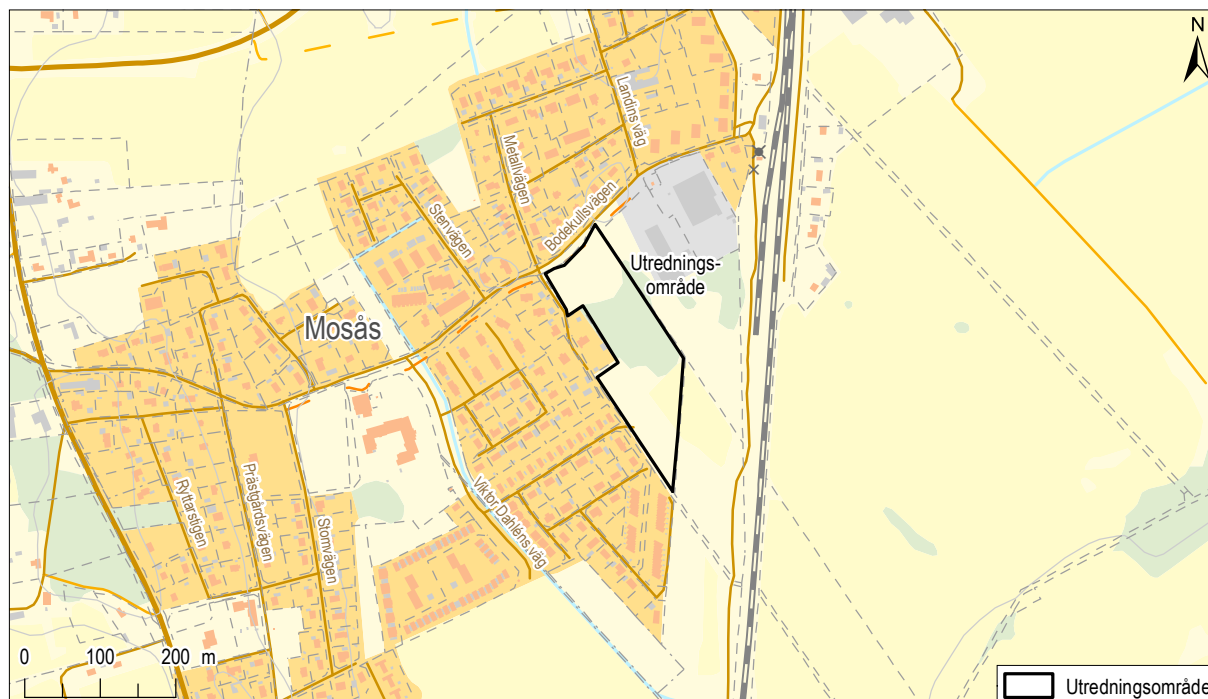 N
Landins väg
Metallvägen
Bodekullsvägen
Stenvägen
Utrednings-
område
Mosås
Viktor Dahléns väg
Ryttarstigen
Prästgårdsvägen
Stomvägen
0 100 200 m
Utredningsområde